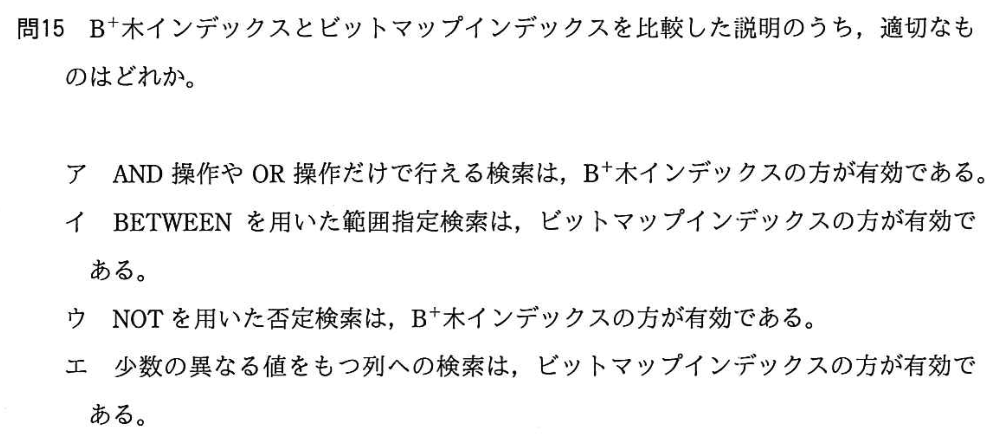 問15 B⁺木インデックスとビットマップインデックスを比較した説明のうち，適切なも
のはどれか。
ア AND 操作や OR 操作だけで行える検索は，B⁺木インデックスの方が有効である。
イ BETWEEN を用いた範囲指定検索は，ビットマップインデックスの方が有効で
ある。
ウ NOT を用いた否定検索は，B⁺木インデックスの方が有効である。
エ 少数の異なる値をもつ列への検索は，ビットマップインデックスの方が有効で
ある。